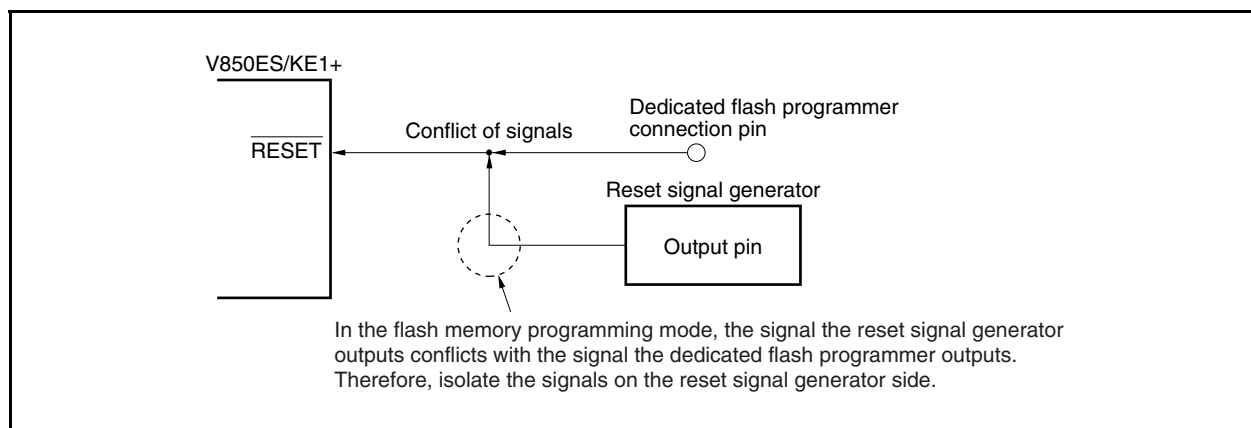 V850ES/KE1+
Dedicated flash programmer
connection pin
Conflict of signals
RESET
Reset signal generator
Output pin
In the flash memory programming mode, the signal the reset signal generator
outputs conflicts with the signal the dedicated flash programmer outputs.
Therefore, isolate the signals on the reset signal generator side.